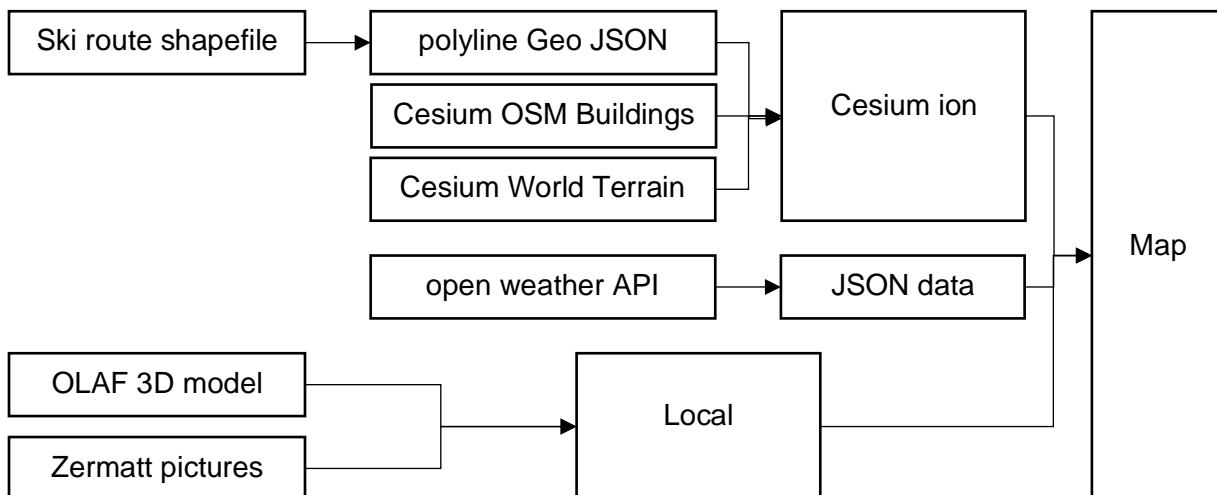 Ski route shapefile
polyline Geo JSON
Cesium OSM Buildings
Cesium World Terrain
Cesium ion
open weather API
JSON data
Map
OLAF 3D model
Zermatt pictures
Local